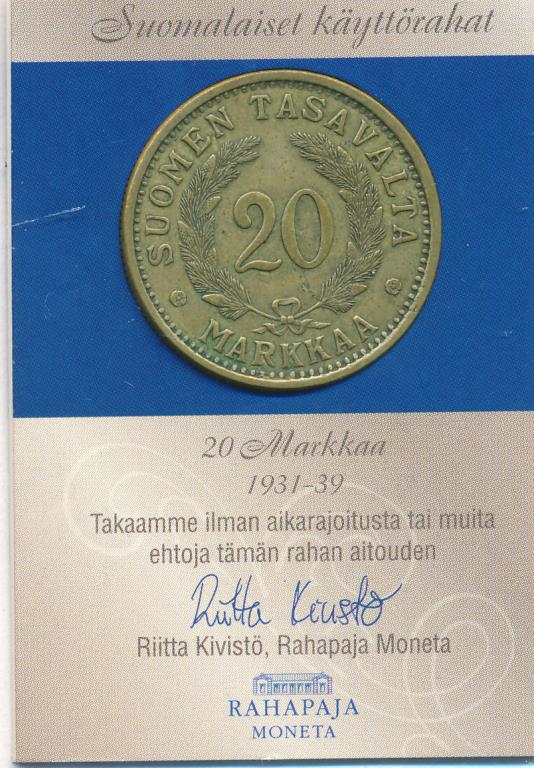 Suomalaiset käyttörahat
SUOMEN TASAVALTA
20
MARKKAA
20 Markkaa
1931-39
Takaamme ilman aikarajoitusta tai muita
ehtoja tämän rahan aitouden
Riitta Kivistö
Riitta Kivistö, Rahapaja Moneta
RAHAPAJA
MONETA